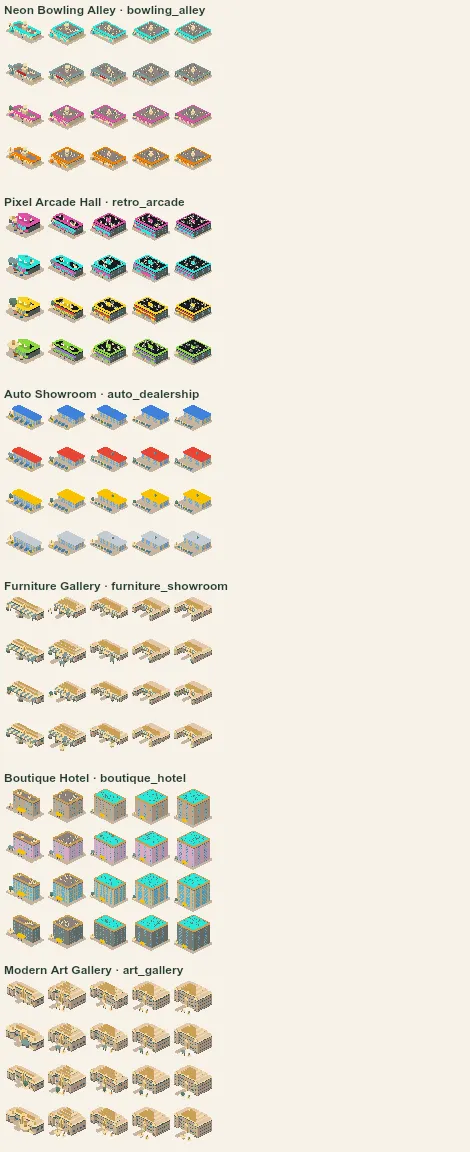 Neon Bowling Alley · bowling_alley
Pixel Arcade Hall · retro_arcade
Auto Showroom · auto_dealership
Furniture Gallery · furniture_showroom
Boutique Hotel · boutique_hotel
Modern Art Gallery · art_gallery